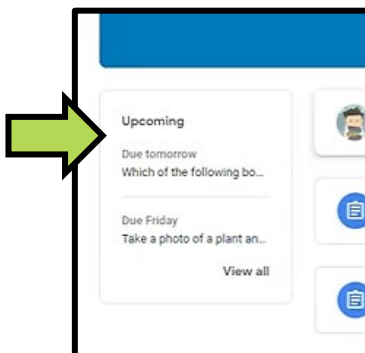 Upcoming
Due tomorrow
Which of the following bo...
Due Friday
Take a photo of a plant an...
View all